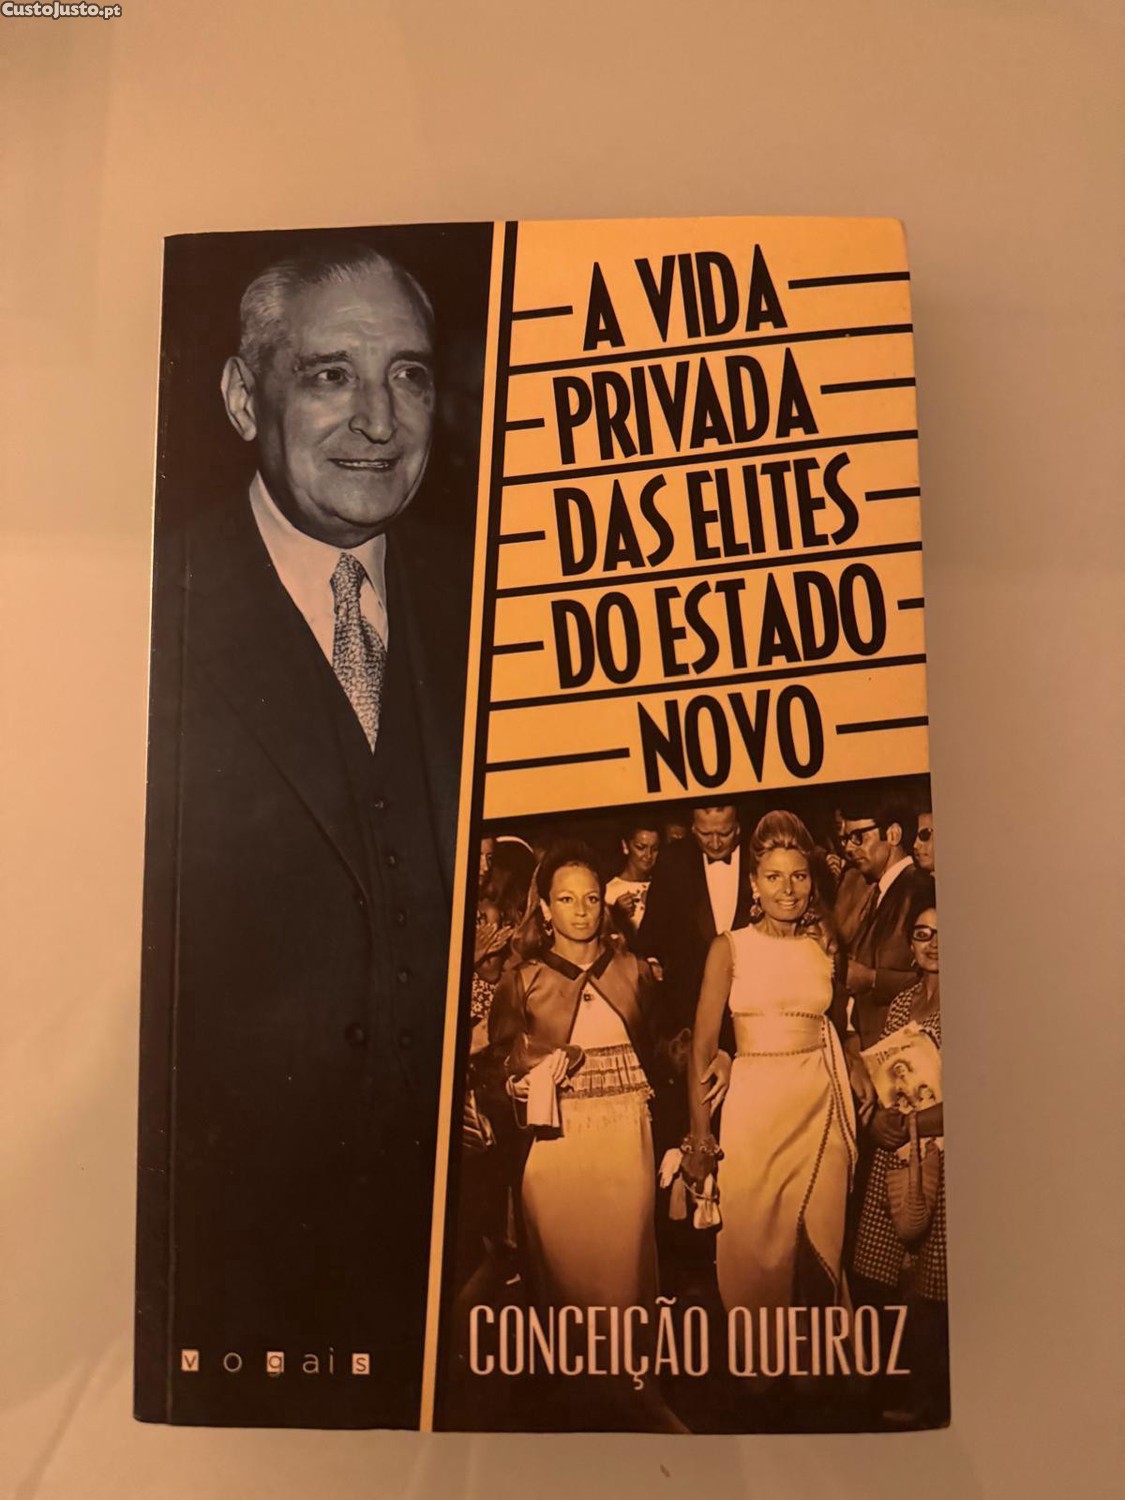 CustoJusto.pt
A VIDA
PRIVADA
DAS ELITES
DO ESTADO
NOVO
CONCEIÇÃO QUEIROZ
vogais